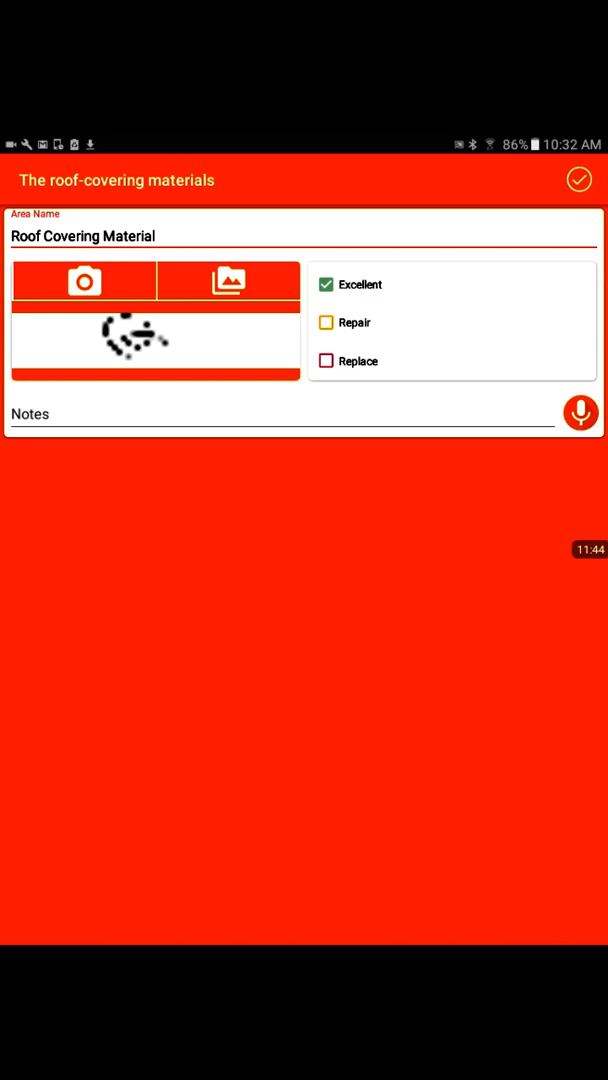 86% 10:32 AM
The roof-covering materials
Area Name
Roof Covering Material
Excellent
Repair
Replace
Notes
11:44